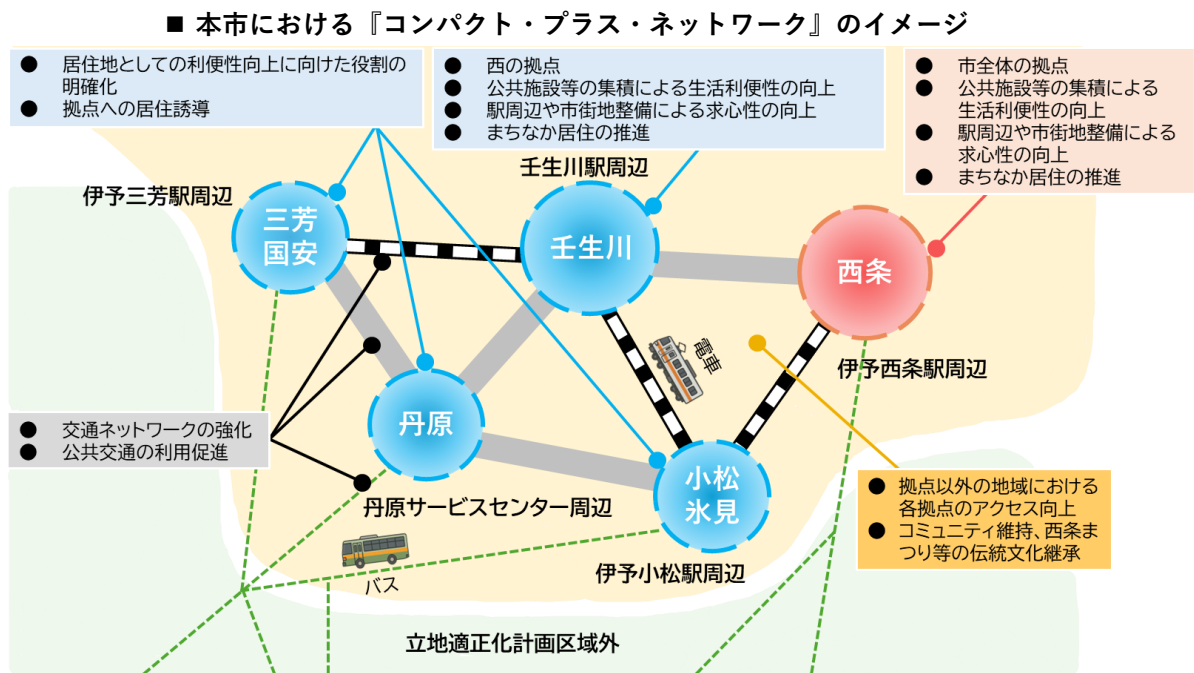 ■ 本市における『コンパクト・プラス・ネットワーク』のイメージ
● 居住地としての利便性向上に向けた役割の
明確化
● 拠点への居住誘導
● 西の拠点
● 公共施設等の集積による生活利便性の向上
● 駅周辺や市街地整備による求心性の向上
● まちなか居住の推進
● 市全体の拠点
● 公共施設等の集積による
生活利便性の向上
● 駅周辺や市街地整備による
求心性の向上
● まちなか居住の推進
伊予三芳駅周辺
三芳
国安
壬生川駅周辺
壬生川
西条
伊予西条駅周辺
電車
● 交通ネットワークの強化
● 公共交通の利用促進
丹原
丹原サービスセンター周辺
小松
氷見
伊予小松駅周辺
● 拠点以外の地域における
各拠点のアクセス向上
● コミュニティ維持、西条ま
つり等の伝統文化継承
バス
立地適正化計画区域外